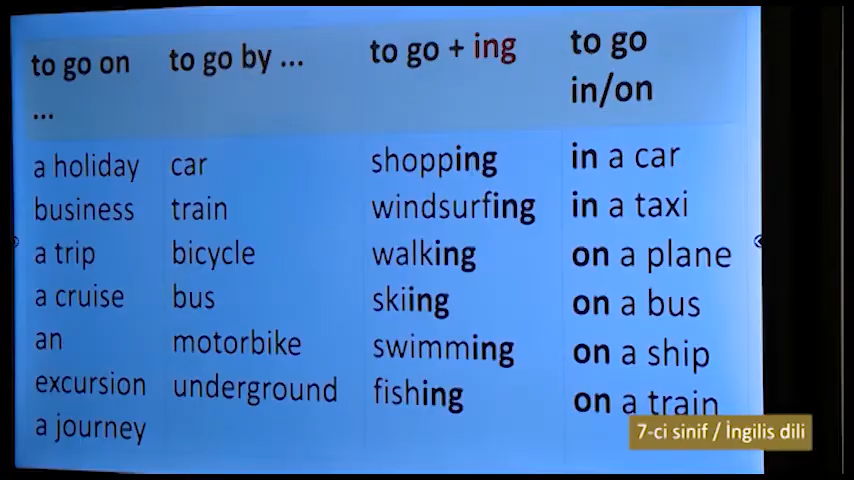 to go on
...
a holiday
business
a trip
a cruise
an
excursion
a journey
to go by ...
car
train
bicycle
bus
motorbike
underground
to go + ing
shopping
windsurfing
walking
skiing
swimming
fishing
to go
in/on
in a car
in a taxi
on a plane
on a bus
on a ship
on a train
7-ci sinif / İngilis dili